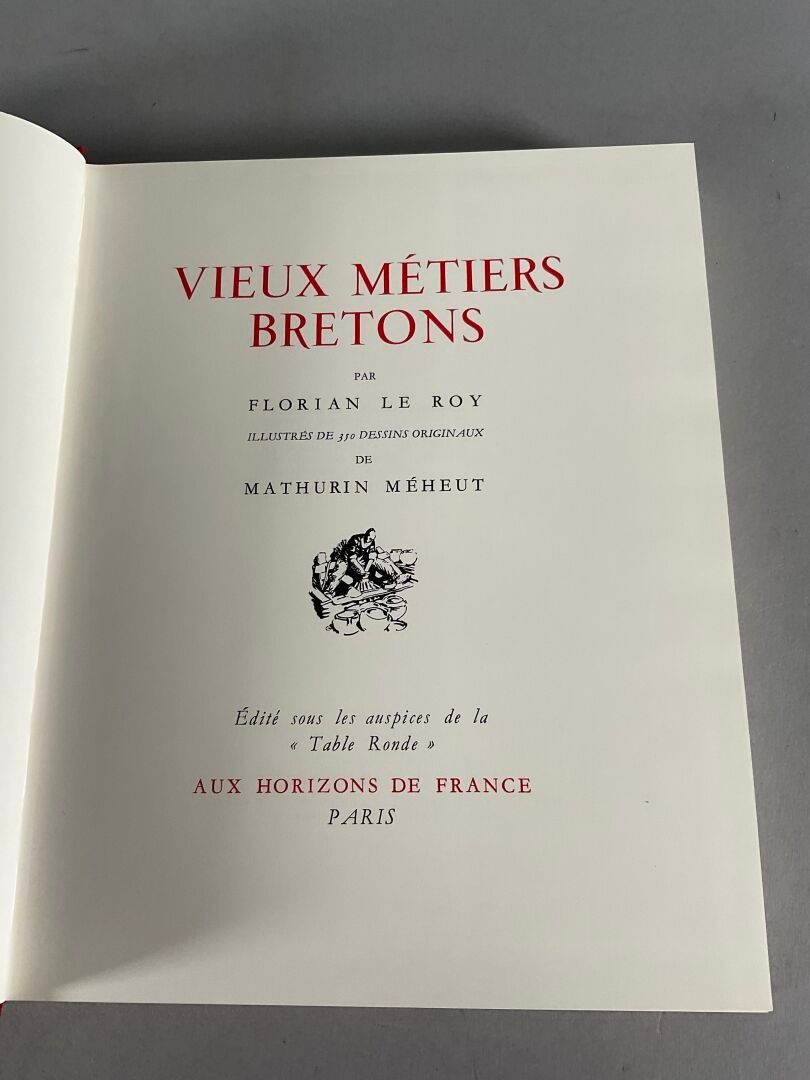 VIEUX MÉTIERS
BRETONS
PAR
FLORIAN LE ROY
ILLUSTRÉS DE 350 DESSINS ORIGINAUX
DE
MATHURIN MÉHEUT
Édité sous les auspices de la
« Table Ronde »
AUX HORIZONS DE FRANCE
PARIS